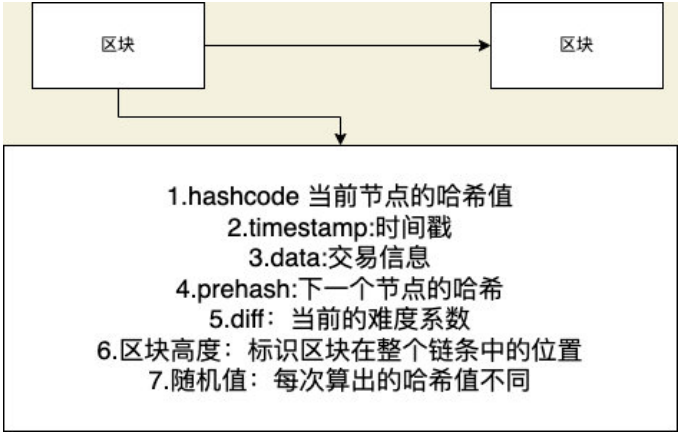 区块
区块
1.hashcode 当前节点的哈希值
2.timestamp:时间戳
3.data:交易信息
4.prehash:下一个节点的哈希
5.diff：当前的难度系数
6.区块高度：标识区块在整个链条中的位置
7.随机值：每次算出的哈希值不同